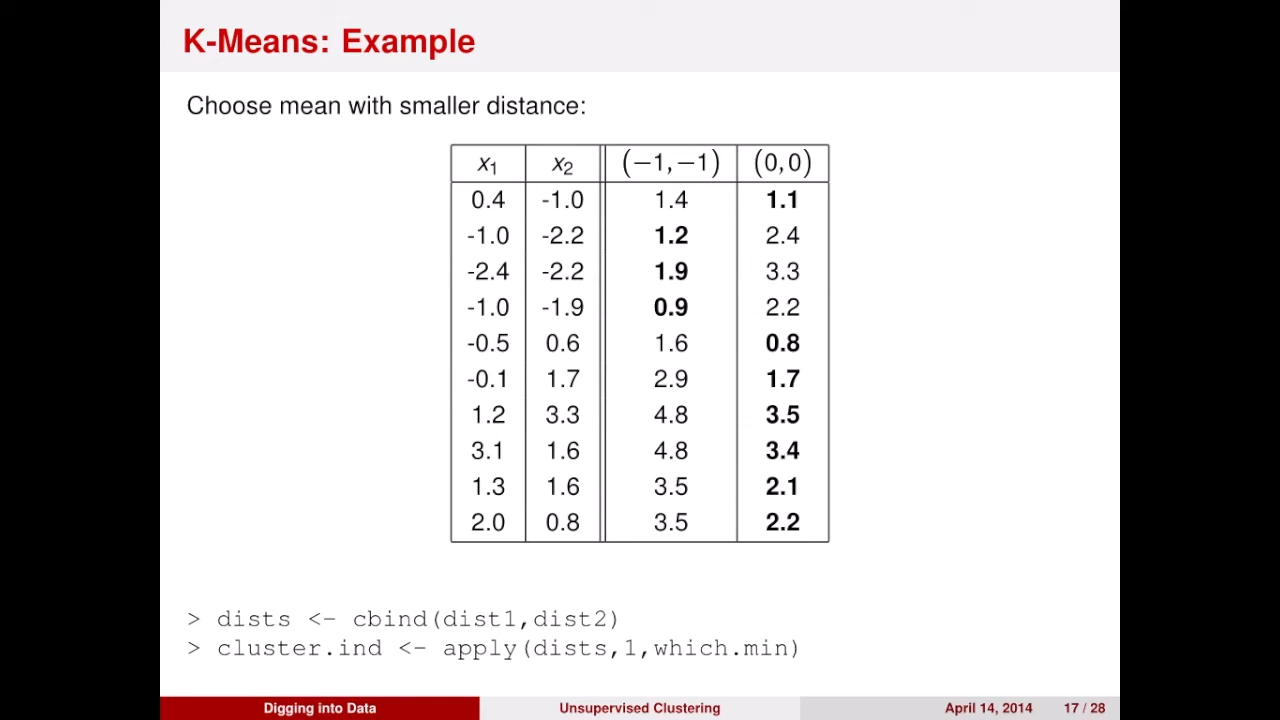 K-Means: Example
Choose mean with smaller distance:
x₁ x₂ (−1,−1) (0,0)
0.4 -1.0 1.4 1.1
-1.0 -2.2 1.2 2.4
-2.4 -2.2 1.9 3.3
-1.0 -1.9 0.9 2.2
-0.5 0.6 1.6 0.8
-0.1 1.7 2.9 1.7
1.2 3.3 4.8 3.5
3.1 1.6 4.8 3.4
1.3 1.6 3.5 2.1
2.0 0.8 3.5 2.2
> dists <- cbind(dist1,dist2)
> cluster.ind <- apply(dists,1,which.min)
Digging into Data Unsupervised Clustering April 14, 2014 17 / 28